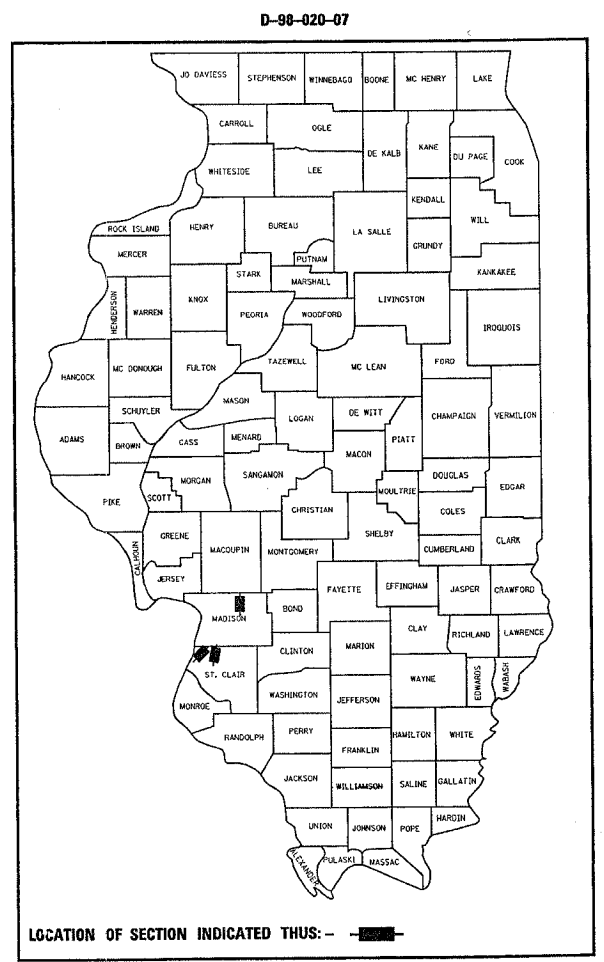 D-98-020-07
JO DAVIESS STEPHENSON WINNEBAGO BOONE MC HENRY LAKE
CARROLL OGLE
DE KALB KANE DU PAGE COOK
WHITESIDE LEE
KENDALL WILL
ROCK ISLAND HENRY BUREAU LA SALLE
MERCER PUTNAM GRUNDY
STARK MARSHALL KANKAKEE
HENDERSON WARREN KNOX PEORIA WOODFORD LIVINGSTON
IROQUOIS
HANCOCK MC DONOUGH FULTON TAZEWELL MC LEAN FORD
MASON
SCHUYLER LOGAN DE WITT CHAMPAIGN VERMILION
ADAMS BROWN CASS MENARD PIATT
MACON
PIKE SCOTT MORGAN SANGAMON DOUGLAS EDGAR
MOULTRIE
CHRISTIAN COLES
CALHOUN GREENE MACOUPIN MONTGOMERY SHELBY CLARK
CUMBERLAND
JERSEY FAYETTE EFFINGHAM JASPER CRAWFORD
MADISON BOND
CLAY RICHLAND LAWRENCE
CLINTON MARION
ST. CLAIR WAYNE EDWARDS WABASH
WASHINGTON JEFFERSON
MONROE
RANDOLPH PERRY HAMILTON WHITE
FRANKLIN
JACKSON WILLIAMSON SALINE GALLATIN
UNION JOHNSON POPE HARDIN
ALEXANDER PULASKI MASSAC
LOCATION OF SECTION INDICATED THUS: -